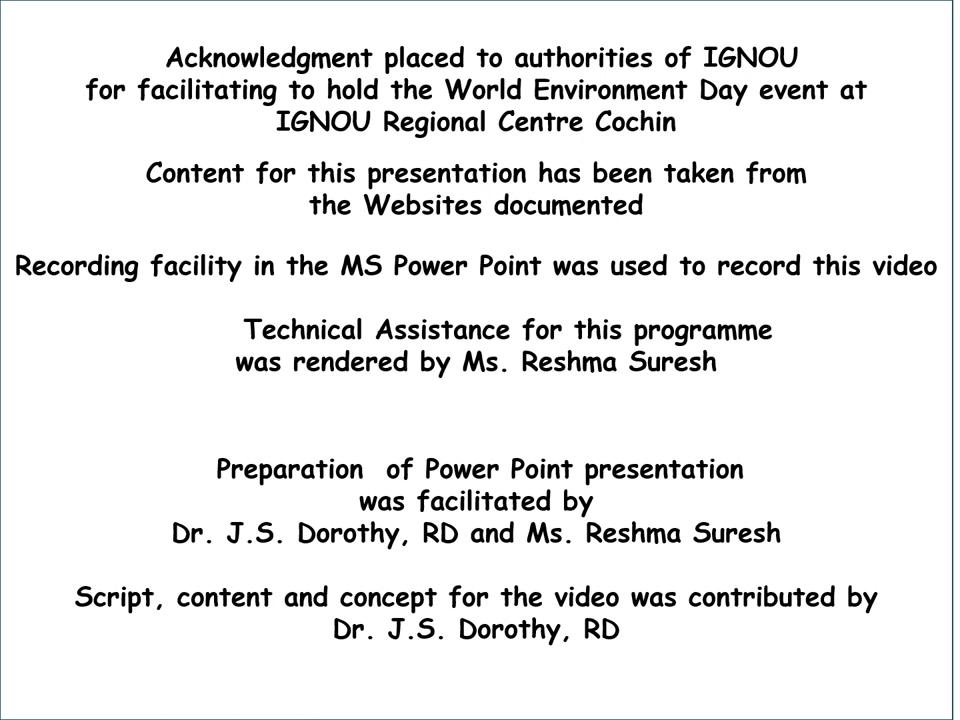 Acknowledgment placed to authorities of IGNOU
for facilitating to hold the World Environment Day event at
IGNOU Regional Centre Cochin
Content for this presentation has been taken from
the Websites documented
Recording facility in the MS Power Point was used to record this video
Technical Assistance for this programme
was rendered by Ms. Reshma Suresh
Preparation of Power Point presentation
was facilitated by
Dr. J.S. Dorothy, RD and Ms. Reshma Suresh
Script, content and concept for the video was contributed by
Dr. J.S. Dorothy, RD